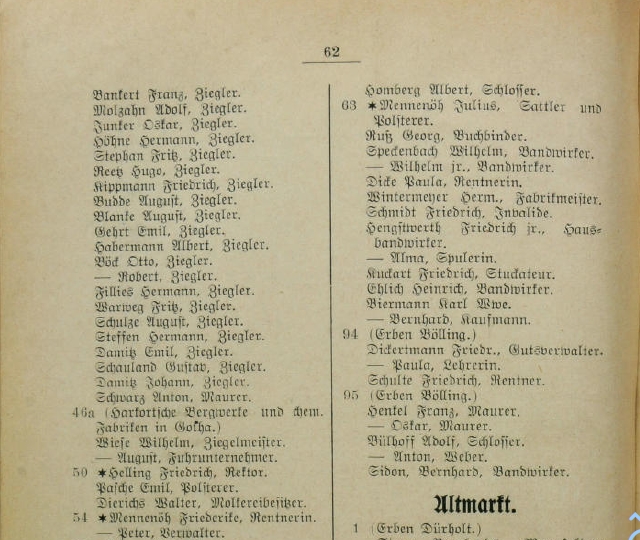 62
Bankert Franz, Ziegler.
Molzahn Adolf, Ziegler.
Junker Oskar, Ziegler.
Höhne Hermann, Ziegler.
Stephan Fritz, Ziegler.
Reetz Hugo, Ziegler.
Kippmann Friedrich, Ziegler.
Budde August, Ziegler.
Blanke August, Ziegler.
Gehrt Emil, Ziegler.
Habermann Albert, Ziegler.
Böck Otto, Ziegler.
— Robert, Ziegler.
Fillies Hermann, Ziegler.
Warweg Fritz, Ziegler.
Schulze August, Ziegler.
Steffen Hermann, Ziegler.
Damitz Emil, Ziegler.
Schauland Gustav, Ziegler.
Damitz Johann, Ziegler.
Schwarz Anton, Maurer.
46a (Harkortsche Bergwerke und chem.
Fabriken in Gotha.)
Wiese Wilhelm, Ziegelmeister.
— August, Fuhrunternehmer.
50 ★Helling Friedrich, Rektor.
Pasche Emil, Polsterer.
Dierichs Walter, Molkereibesitzer.
54 ★Mennenöh Friederike, Rentnerin.
— Peter, Verwalter.
Homberg Albert, Schlosser.
63 ★Mennenöh Julius, Sattler und
Polsterer.
Ruß Georg, Buchbinder.
Speckenbach Wilhelm, Bandwirker.
— Wilhelm jr., Bandwirker.
Dicke Paula, Rentnerin.
Wintermeyer Herm., Fabrikmeister.
Schmidt Friedrich, Invalide.
Hengstwerth Friedrich jr., Haus-
bandwirker.
— Alma, Spulerin.
Kuckart Friedrich, Stuckateur.
Ehlich Heinrich, Bandwirker.
Biermann Karl Wwe.
— Bernhard, Kaufmann.
94 (Erben Bölling.)
Dickertmann Friedr., Gutsverwalter.
— Paula, Lehrerin.
Schulte Friedrich, Rentner.
95 (Erben Bölling.)
Henkel Franz, Maurer.
— Oskar, Maurer.
Bülhoff Adolf, Schlosser.
— Anton, Weber.
Sidon, Bernhard, Bandwirker.
Altmarkt.
1 (Erben Dürholt.)